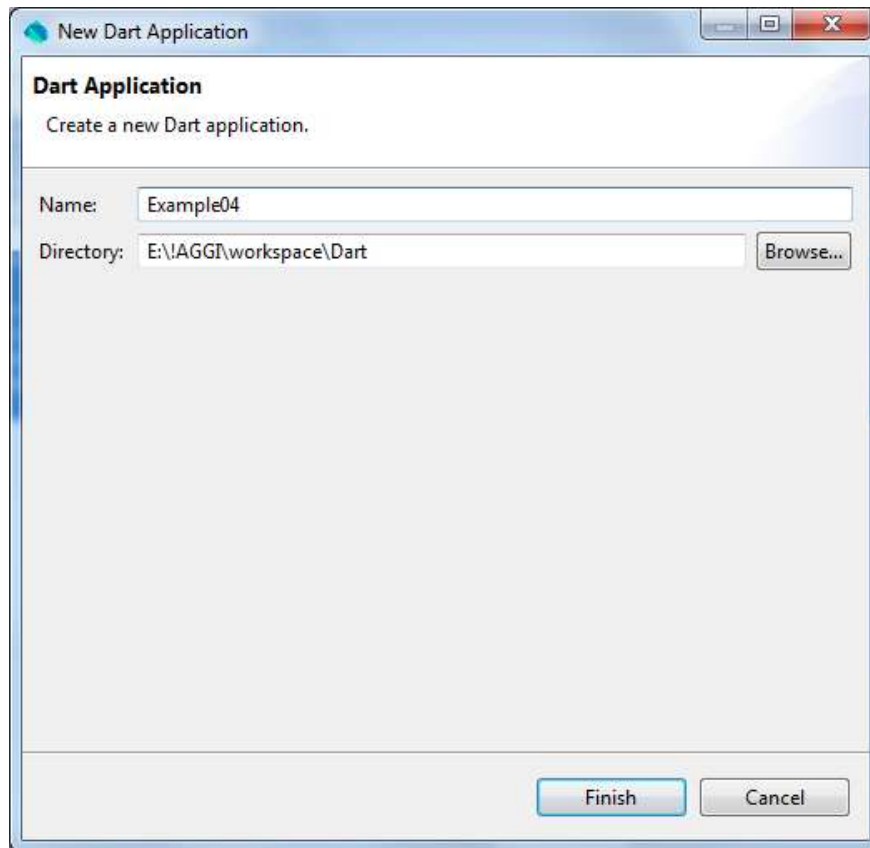 New Dart Application
Dart Application
Create a new Dart application.
Name: Example04
Directory: E:\!AGGI\workspace\Dart Browse...
Finish Cancel